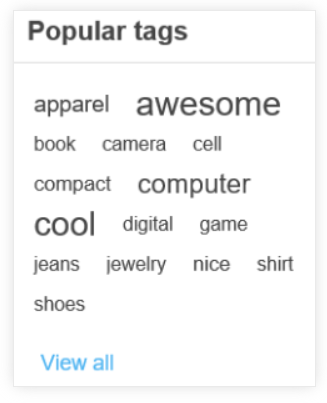 Popular tags
apparel awesome
book camera cell
compact computer
cool digital game
jeans jewelry nice shirt
shoes
View all